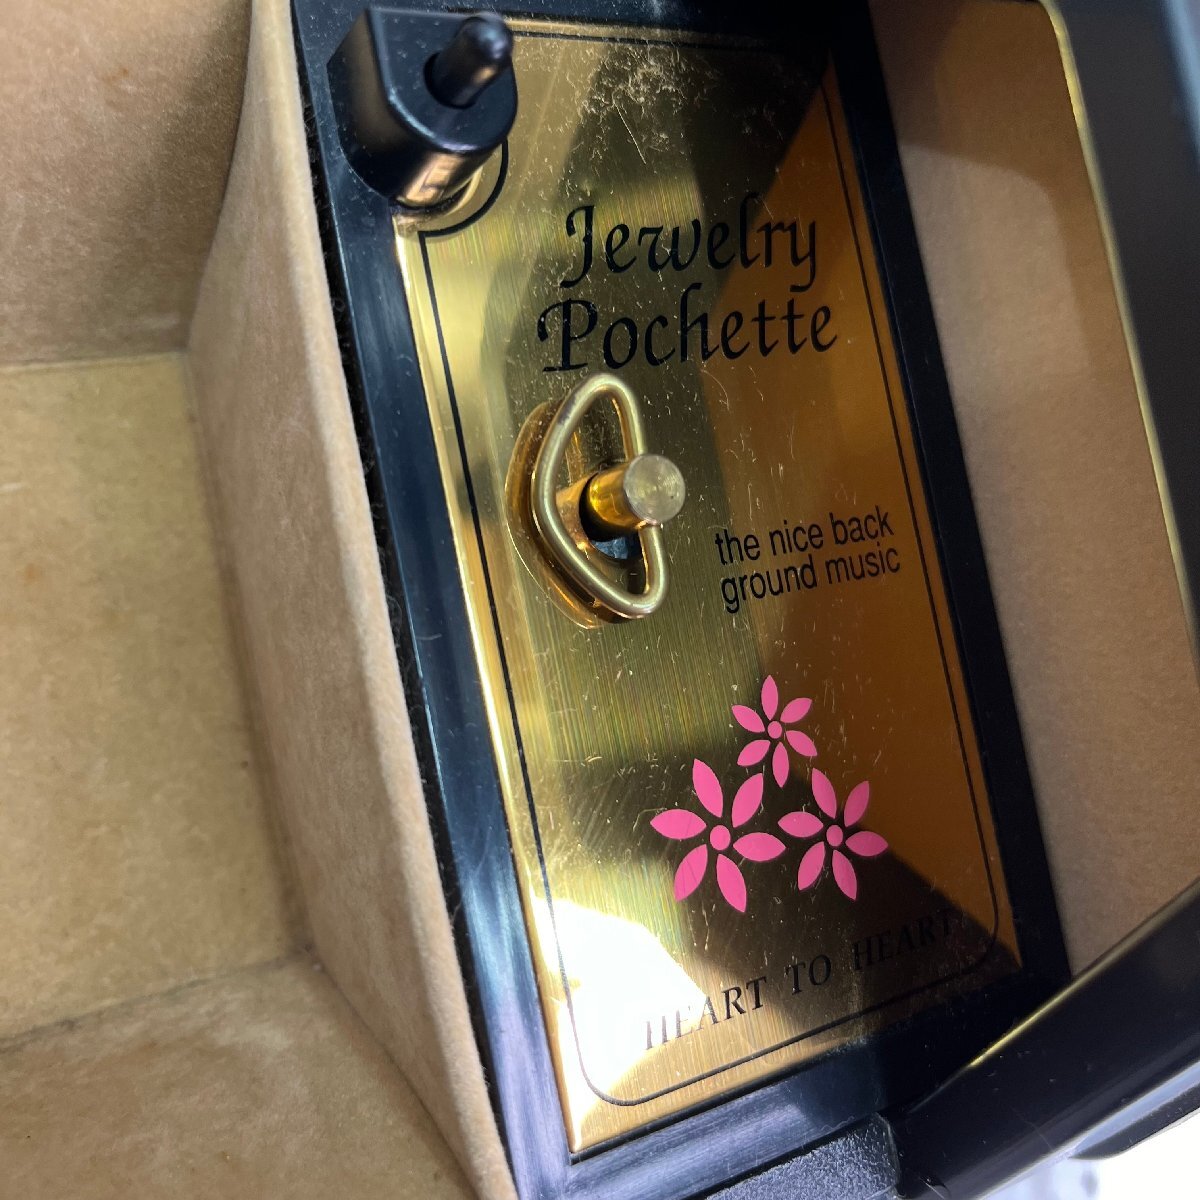 Jewelry
Pochette
the nice back
ground music
HEART TO HEART